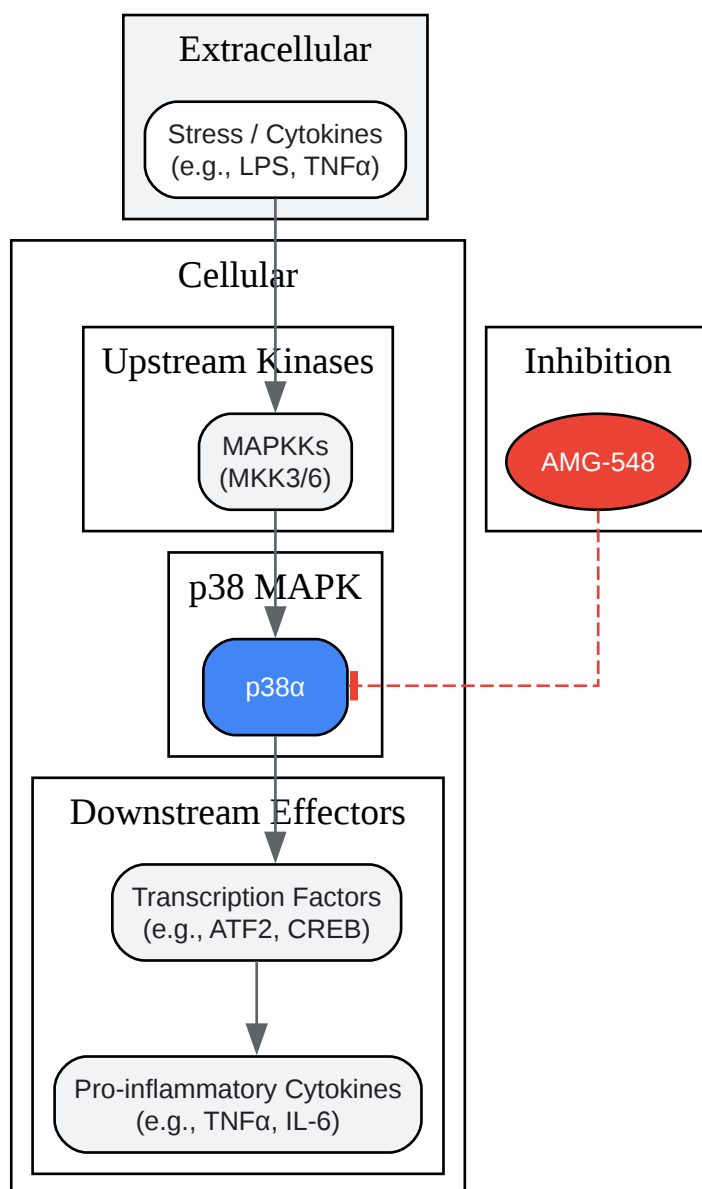 Extracellular
Stress / Cytokines
(e.g., LPS, TNFα)
Cellular
Upstream Kinases
MAPKKs
(MKK3/6)
Inhibition
AMG-548
p38 MAPK
p38α
Downstream Effectors
Transcription Factors
(e.g., ATF2, CREB)
Pro-inflammatory Cytokines
(e.g., TNFα, IL-6)